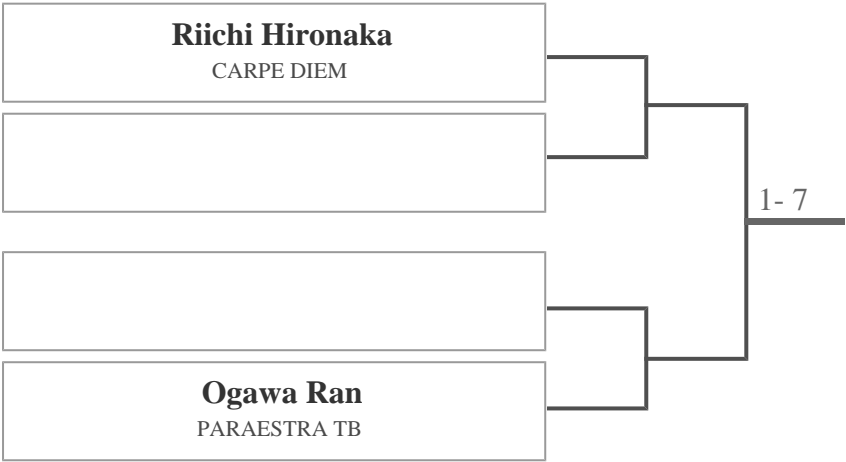 Riichi Hironaka
CARPE DIEM
1- 7
Ogawa Ran
PARAESTRA TB